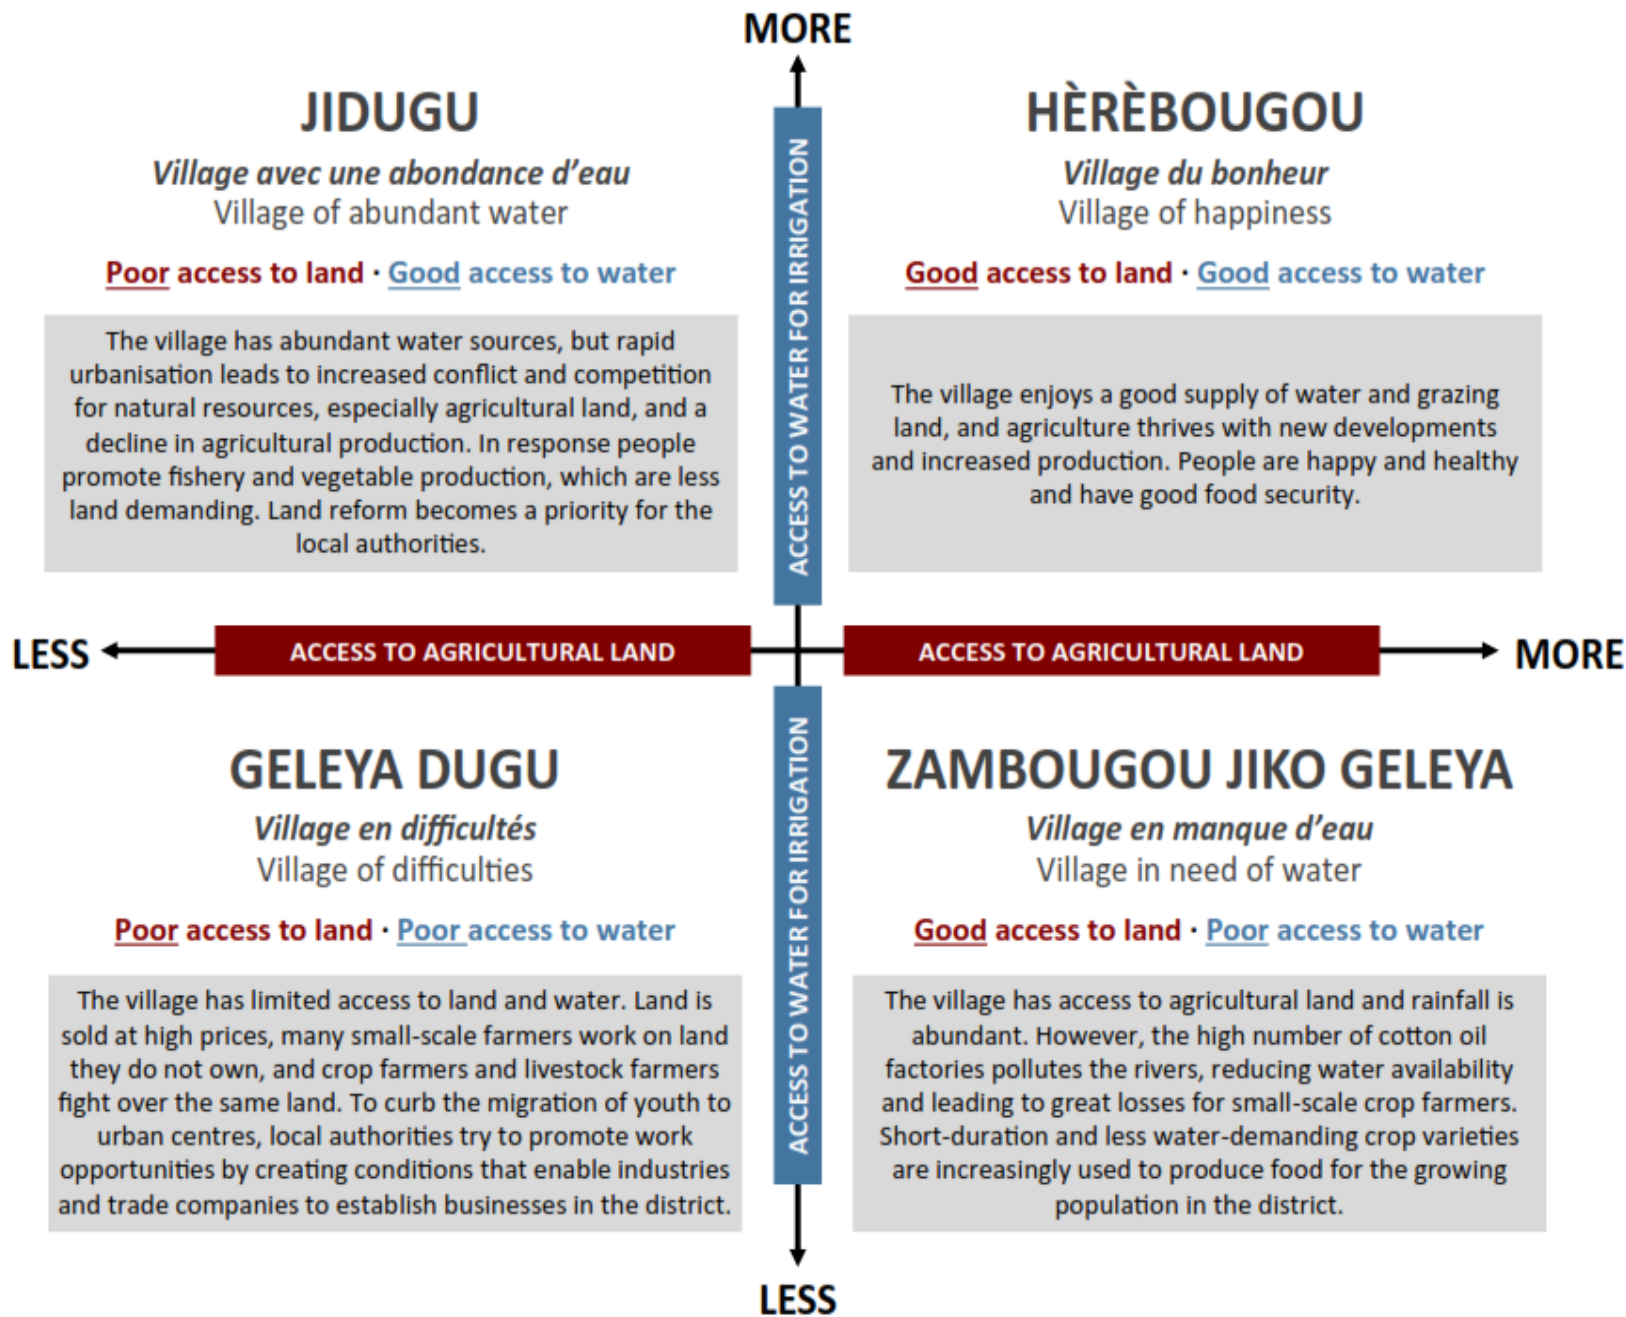 MORE
JIDUGU
Village avec une abondance d’eau
Village of abundant water
Poor access to land · Good access to water
The village has abundant water sources, but rapid
urbanisation leads to increased conflict and competition
for natural resources, especially agricultural land, and a
decline in agricultural production. In response people
promote fishery and vegetable production, which are less
land demanding. Land reform becomes a priority for the
local authorities.
ACCESS TO WATER FOR IRRIGATION
HÈRÈBOUGOU
Village du bonheur
Village of happiness
Good access to land · Good access to water
The village enjoys a good supply of water and grazing
land, and agriculture thrives with new developments
and increased production. People are happy and healthy
and have good food security.
LESS
ACCESS TO AGRICULTURAL LAND
ACCESS TO AGRICULTURAL LAND
MORE
GELEYA DUGU
Village en difficultés
Village of difficulties
Poor access to land · Poor access to water
The village has limited access to land and water. Land is
sold at high prices, many small-scale farmers work on land
they do not own, and crop farmers and livestock farmers
fight over the same land. To curb the migration of youth to
urban centres, local authorities try to promote work
opportunities by creating conditions that enable industries
and trade companies to establish businesses in the district.
ACCESS TO WATER FOR IRRIGATION
ZAMBOUGOU JIKO GELEYA
Village en manque d’eau
Village in need of water
Good access to land · Poor access to water
The village has access to agricultural land and rainfall is
abundant. However, the high number of cotton oil
factories pollutes the rivers, reducing water availability
and leading to great losses for small-scale crop farmers.
Short-duration and less water-demanding crop varieties
are increasingly used to produce food for the growing
population in the district.
LESS